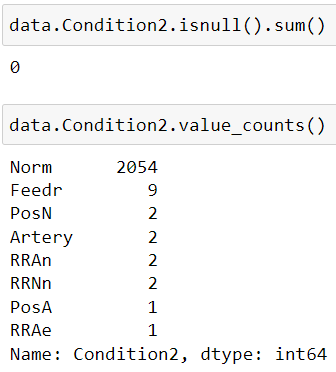 data.Condition2.isnull().sum()
0
data.Condition2.value_counts()
Norm 2054
Feedr 9
PosN 2
Artery 2
RRAn 2
RRNn 2
PosA 1
RRAe 1
Name: Condition2, dtype: int64